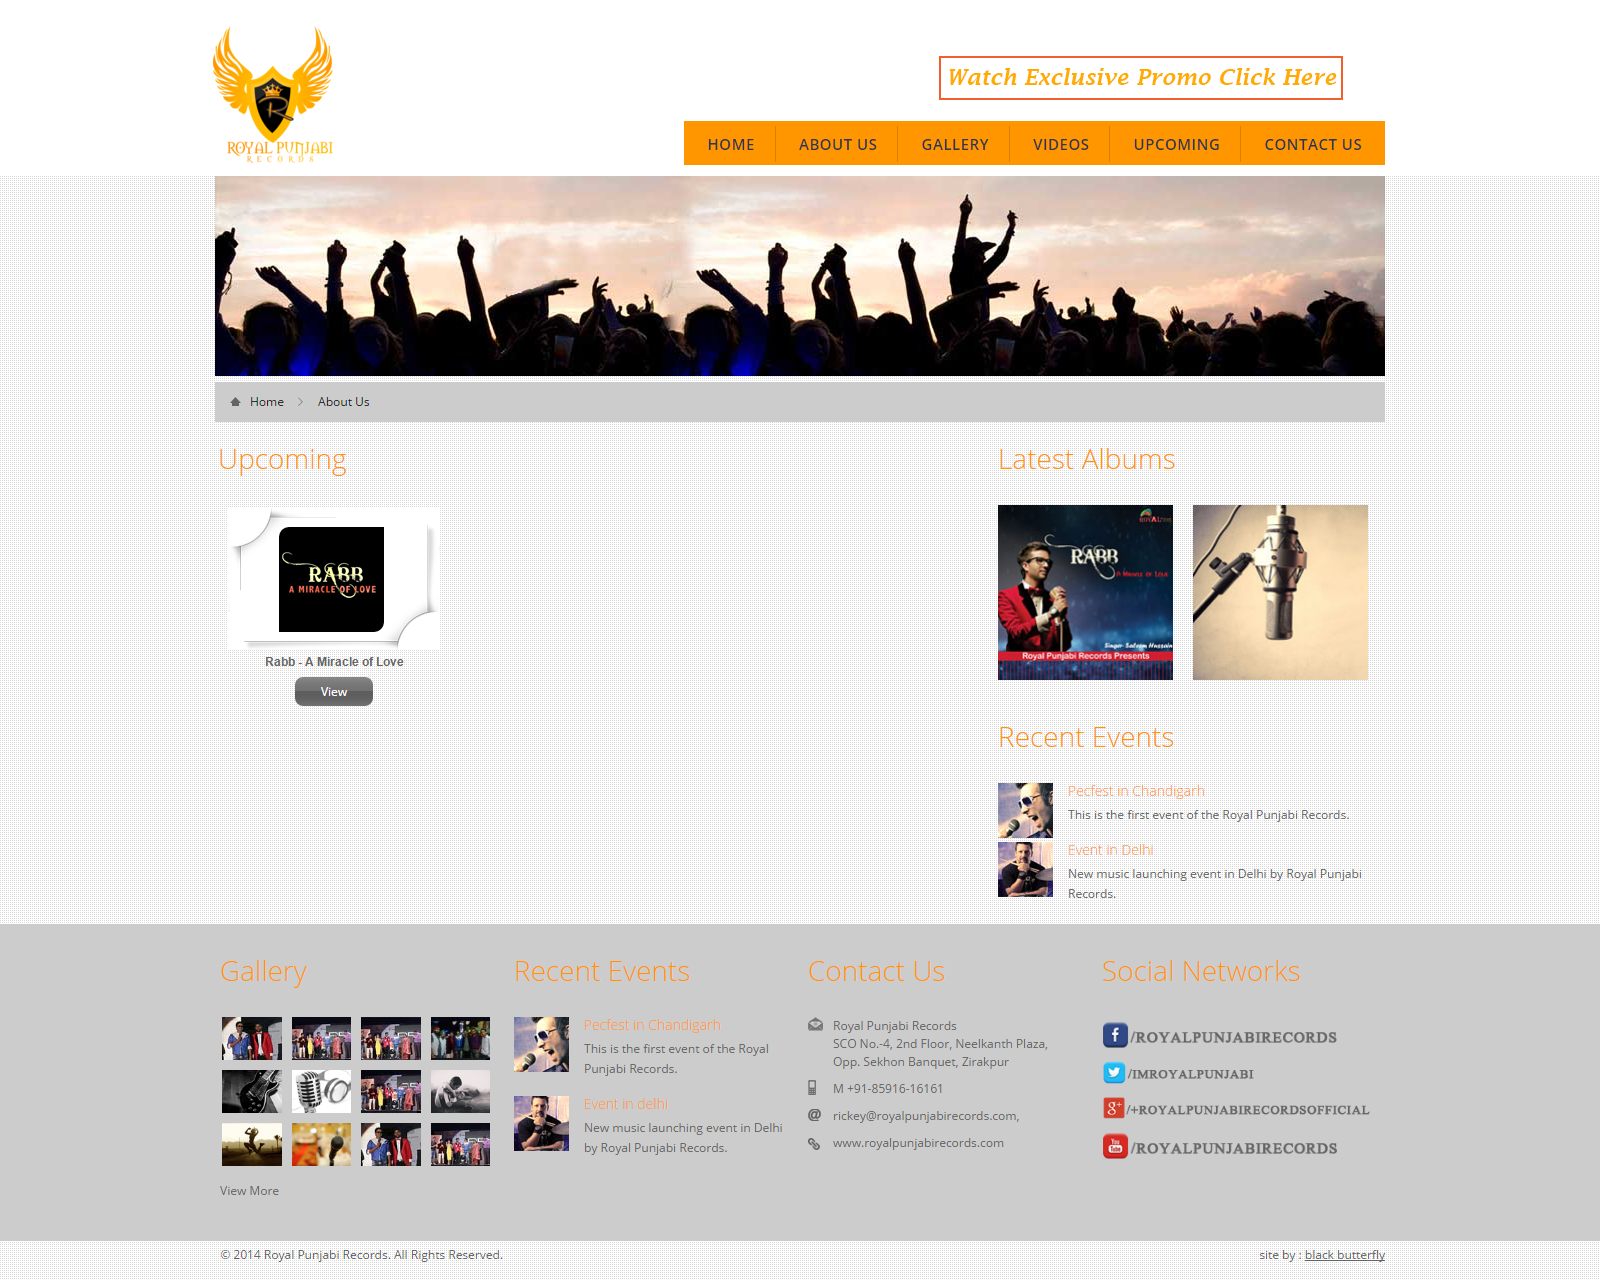 ROYAL PUNJABI
RECORDS
Watch Exclusive Promo Click Here
HOME
ABOUT US
GALLERY
VIDEOS
UPCOMING
CONTACT US
Home
About Us
Upcoming
RABB
A MIRACLE OF LOVE
Rabb - A Miracle of Love
View
Latest Albums
RABB
A Miracle of Love
Singer Saleem Hussain
Royal Punjabi Records Presents
Recent Events
Pecfest in Chandigarh
This is the first event of the Royal Punjabi Records.
Event in Delhi
New music launching event in Delhi by Royal Punjabi
Records.
Gallery
View More
Recent Events
Pecfest in Chandigarh
This is the first event of the Royal
Punjabi Records.
Event in delhi
New music launching event in Delhi
by Royal Punjabi Records.
Contact Us
Royal Punjabi Records
SCO No.-4, 2nd Floor, Neelkanth Plaza,
Opp. Sekhon Banquet, Zirakpur
M +91-85916-16161
rickey@royalpunjabirecords.com,
www.royalpunjabirecords.com
Social Networks
/ROYALPUNJABIRECORDS
/IMROYALPUNJABI
/+ROYALPUNJABIRECORDSOFFICIAL
You
Tube
/ROYALPUNJABIRECORDS
© 2014 Royal Punjabi Records. All Rights Reserved.
site by : black butterfly